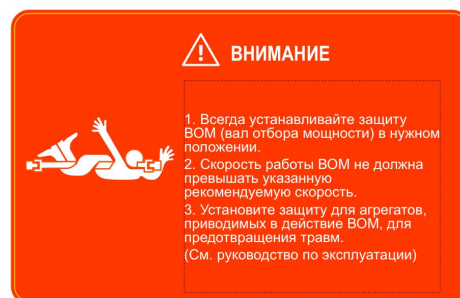 ВНИМАНИЕ
1. Всегда устанавливайте защиту
ВОМ (вал отбора мощности) в нужном
положении.
2. Скорость работы ВОМ не должна
превышать указанную
рекомендуемую скорость.
3. Установите защиту для агрегатов,
приводимых в действие ВОМ, для
предотвращения травм.
(См. руководство по эксплуатации)